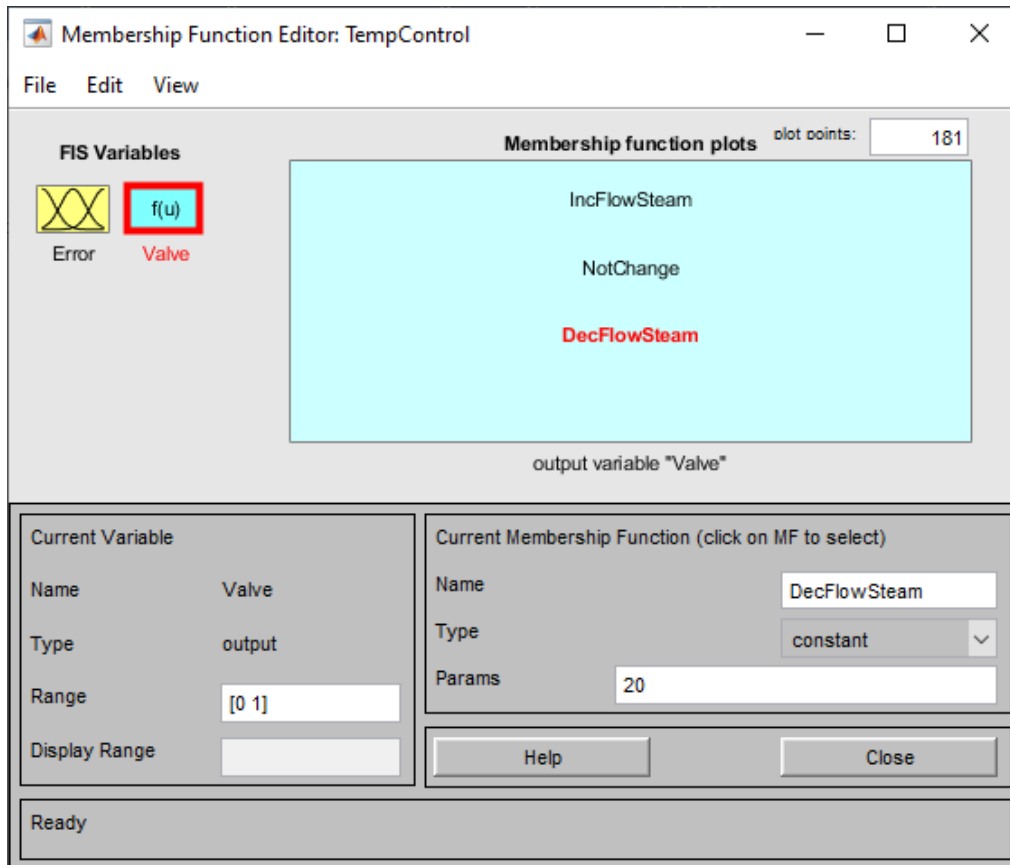 Membership Function Editor: TempControl
File Edit View
FIS Variables
f(u)
Error Valve
Membership function plots plot points: 181
IncFlowSteam
NotChange
DecFlowSteam
output variable "Valve"
Current Variable
Name Valve
Type output
Range [0 1]
Display Range
Current Membership Function (click on MF to select)
Name DecFlowSteam
Type constant
Params 20
Help Close
Ready